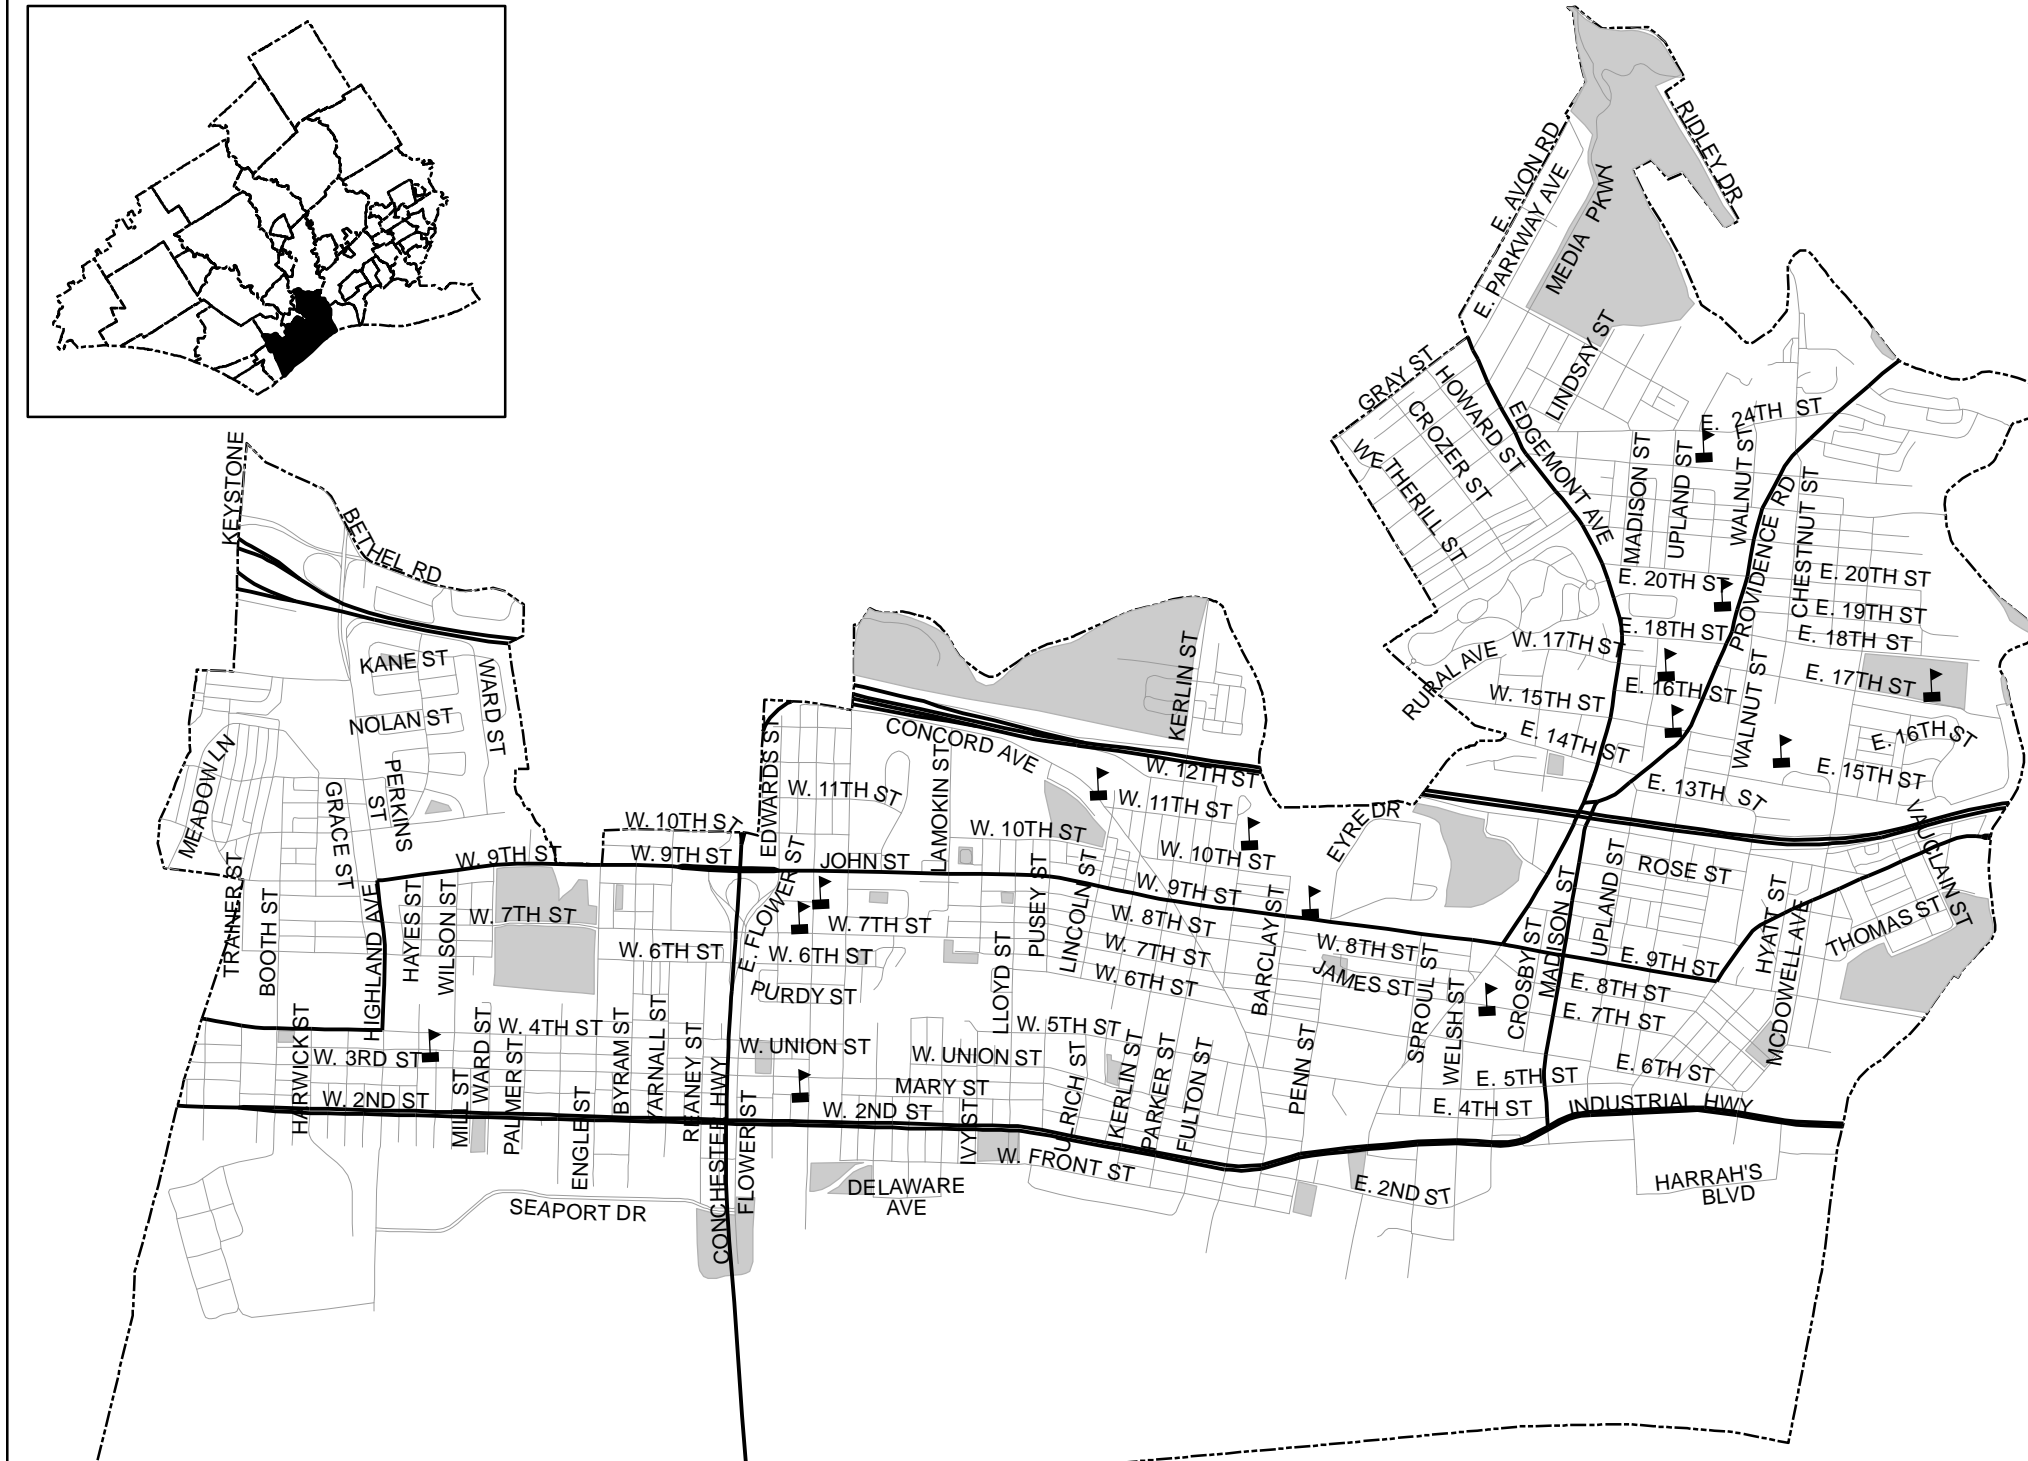 RIDLEY DR
E. AVON RD
E. PARKWAY AVE
MEDIA PKWY
LINDSAY ST
GRAY ST
HOWARD ST
CROZER ST
WETHERILL ST
EDGEMONT AVE
E. 24TH ST
MADISON ST
UPLAND ST
WALNUT ST
PROVIDENCE RD
CHESTNUT ST
KEYSTONE
BETHEL RD
E. 20TH ST
E. 20TH ST
E. 19TH ST
E. 18TH ST
E. 18TH ST
W. 17TH ST
E. 17TH ST
RURAL AVE
W. 15TH ST
E. 16TH ST
WALNUT ST
E. 14TH ST
E. 16TH ST
E. 15TH ST
E. 13TH ST
KANE ST
WARD ST
NOLAN ST
PERKINS
ST
MEADOW LN
GRACE ST
KERLIN ST
EDWARDS ST
CONCORD AVE
LAMOKIN ST
W. 12TH ST
W. 11TH ST
W. 11TH ST
W. 10TH ST
W. 10TH ST
W. 10TH ST
EYRE DR
VAUCLAIN ST
W. 9TH ST
W. 9TH ST
JOHN ST
W. 9TH ST
ROSE ST
TRAINER ST
BOOTH ST
HIGHLAND AVE
HAYES ST
WILSON ST
W. 7TH ST
W. 6TH ST
E. FLOWER ST
W. 7TH ST
W. 6TH ST
PURDY ST
LLOYD ST
PUSEY ST
LINCOLN ST
W. 8TH ST
W. 7TH ST
W. 6TH ST
BARCLAY ST
W. 8TH ST
JAMES ST
SPROUL ST
WELSH ST
CROSBY ST
MADISON ST
UPLAND ST
E. 9TH ST
E. 8TH ST
E. 7TH ST
HYATT ST
MCDOWELL AVE
THOMAS ST
HARWICK ST
W. 3RD ST
W. 2ND ST
W. 4TH ST
MILL ST
WARD ST
PALMER ST
ENGLE ST
BYRAM ST
YARNALL ST
REANEY ST
CONCHESTER HWY
FLOWER ST
W. UNION ST
W. UNION ST
W. 5TH ST
MARY ST
W. 2ND ST
IVY ST
ULRICH ST
KERLIN ST
PARKER ST
FULTON ST
PENN ST
E. 6TH ST
E. 5TH ST
E. 4TH ST
INDUSTRIAL HWY
W. FRONT ST
E. 2ND ST
HARRAH'S
BLVD
DELAWARE
AVE
SEAPORT DR